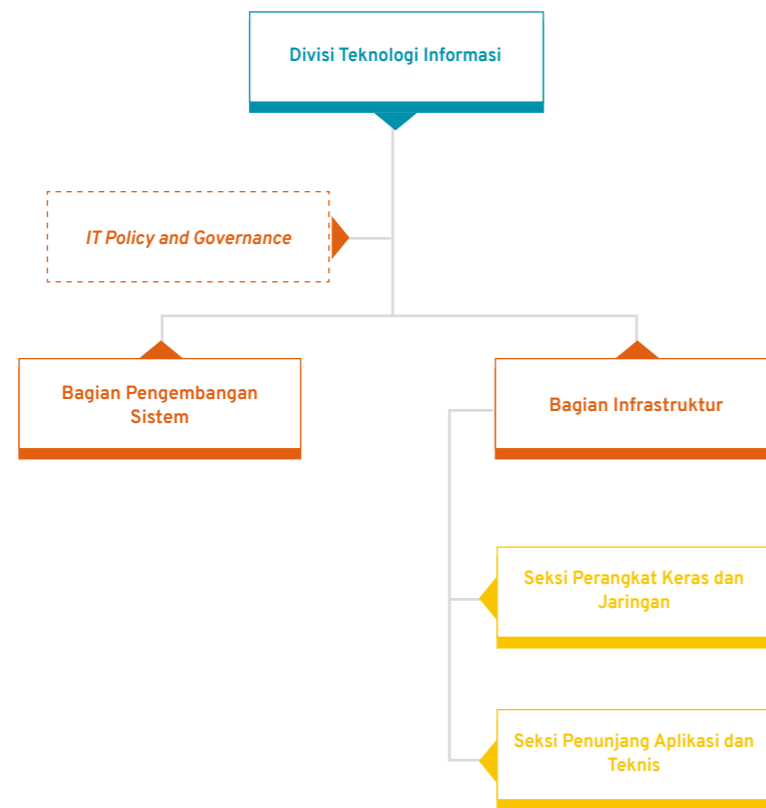 Divisi Teknologi Informasi
IT Policy and Governance
Bagian Pengembangan
Sistem
Bagian Infrastruktur
Seksi Perangkat Keras dan
Jaringan
Seksi Penunjang Aplikasi dan
Teknis